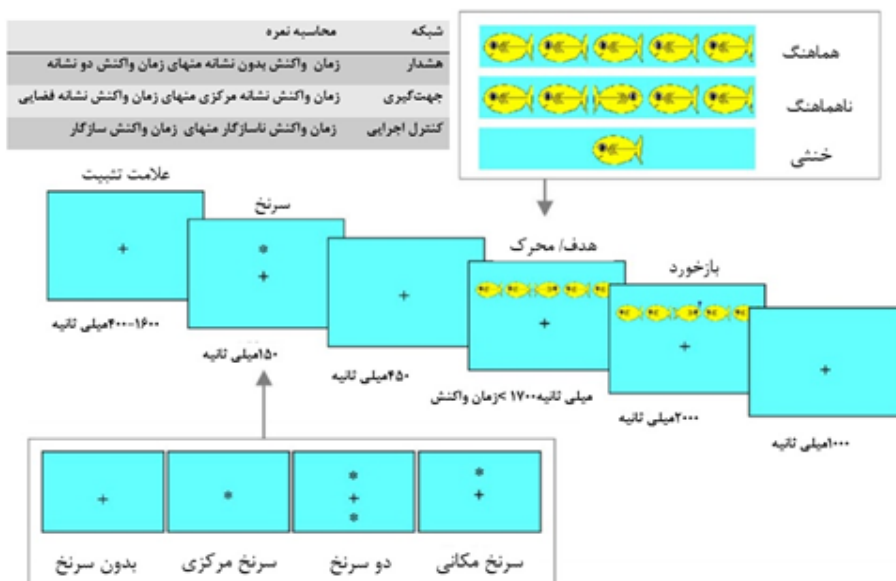 شبکه محاسبه نمره
هشدار زمان واکنش بدون نشانه منهای زمان واکنش دو نشانه
جهت‌گیری زمان واکنش نشانه مرکزی منهای زمان واکنش نشانه فضایی
کنترل اجرایی زمان واکنش ناسازگار منهای زمان واکنش سازگار
هماهنگ
ناهماهنگ
خنثی
علامت تثبیت
سرنخ
هدف/ محرک
بازخورد
۴۰۰-۱۶۰۰میلی ثانیه
۱۵۰میلی ثانیه
۴۵۰میلی ثانیه
میلی ثانیه۱۷۰۰ >زمان واکنش
۲۰۰۰میلی ثانیه
۱۰۰۰میلی ثانیه
سرنخ مکانی
دو سرنخ
سرنخ مرکزی
بدون سرنخ